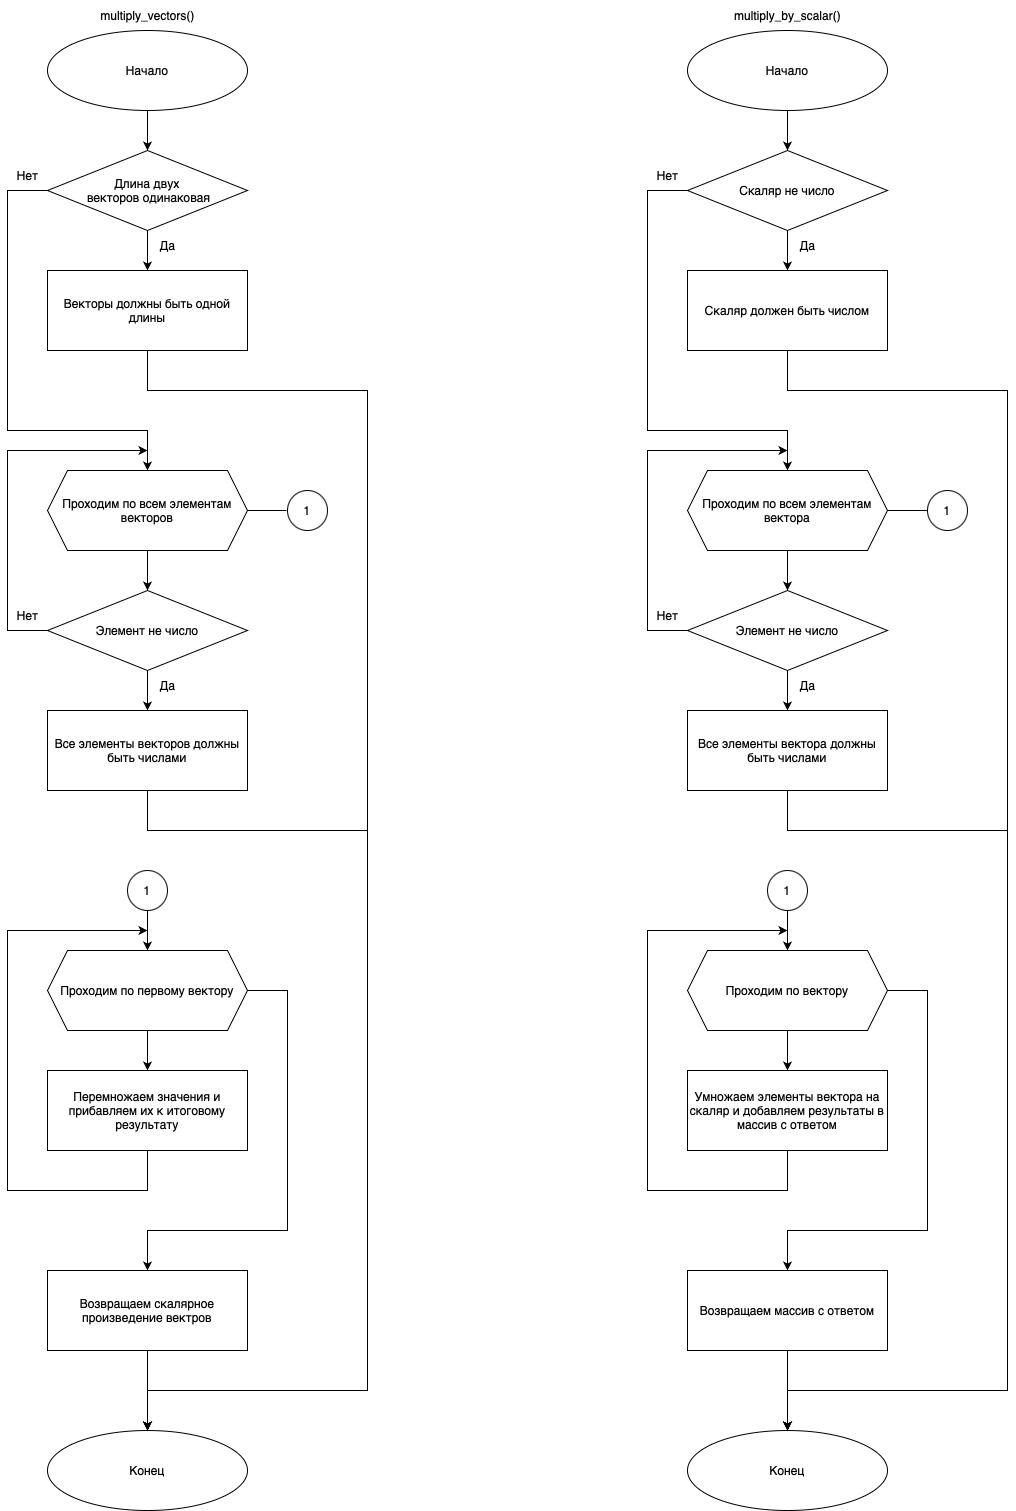 multiply_vectors()
Начало
Нет
Длина двух
векторов одинаковая
Да
Векторы должны быть одной
длины
Проходим по всем элементам
векторов
1
Нет
Элемент не число
Да
Все элементы векторов должны
быть числами
1
Проходим по первому вектору
Перемножаем значения и
прибавляем их к итоговому
результату
Возвращаем скалярное
произведение вектров
Конец
multiply_by_scalar()
Начало
Нет
Скаляр не число
Да
Скаляр должен быть числом
Проходим по всем элементам
вектора
1
Нет
Элемент не число
Да
Все элементы вектора должны
быть числами
1
Проходим по вектору
Умножаем элементы вектора на
скаляр и добавляем результаты в
массив с ответом
Возвращаем массив с ответом
Конец